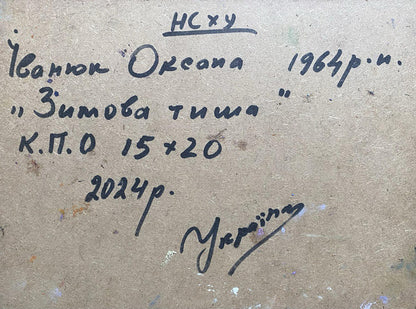 НСХУ
Іванюк Оксана 1964р.н.
„Зимова тиша"
К.П.О 15×20
2024р.
Україна